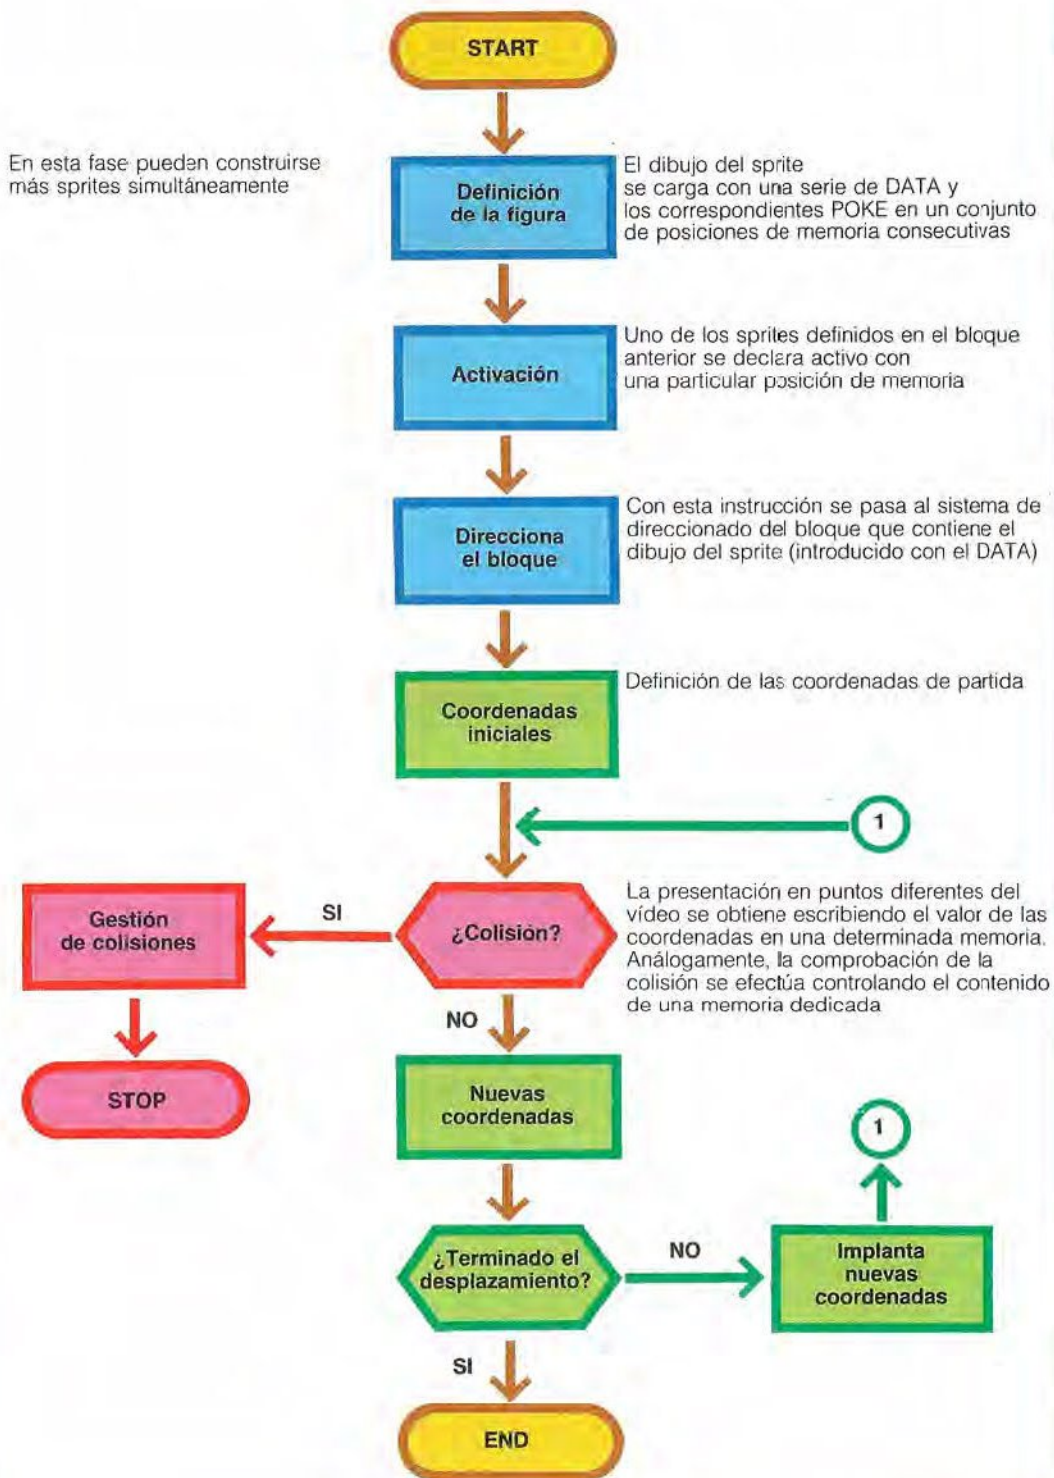 START
En esta fase pueden construirse
más sprites simultáneamente
Definición
de la figura
El dibujo del sprite
se carga con una serie de DATA y
los correspondientes POKE en un conjunto
de posiciones de memoria consecutivas
Activación
Uno de los sprites definidos en el bloque
anterior se declara activo con
una particular posición de memoria
Direcciona
el bloque
Con esta instrucción se pasa al sistema de
direccionado del bloque que contiene el
dibujo del sprite (introducido con el DATA)
Coordenadas
iniciales
Definición de las coordenadas de partida
1
Gestión
de colisiones
SI
¿Colisión?
La presentación en puntos diferentes del
vídeo se obtiene escribiendo el valor de las
coordenadas en una determinada memoria.
Análogamente, la comprobación de la
colisión se efectúa controlando el contenido
de una memoria dedicada
NO
STOP
Nuevas
coordenadas
1
¿Terminado el
desplazamiento?
NO
Implanta
nuevas
coordenadas
SI
END